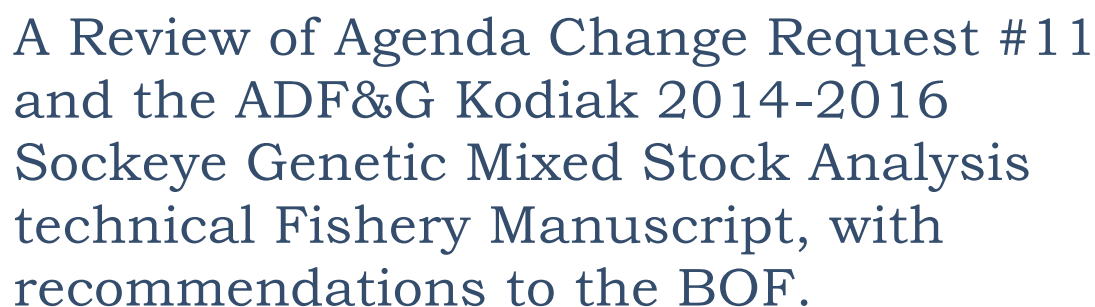 A Review of Agenda Change Request #11
and the ADF&G Kodiak 2014-2016
Sockeye Genetic Mixed Stock Analysis
technical Fishery Manuscript, with
recommendations to the BOF.